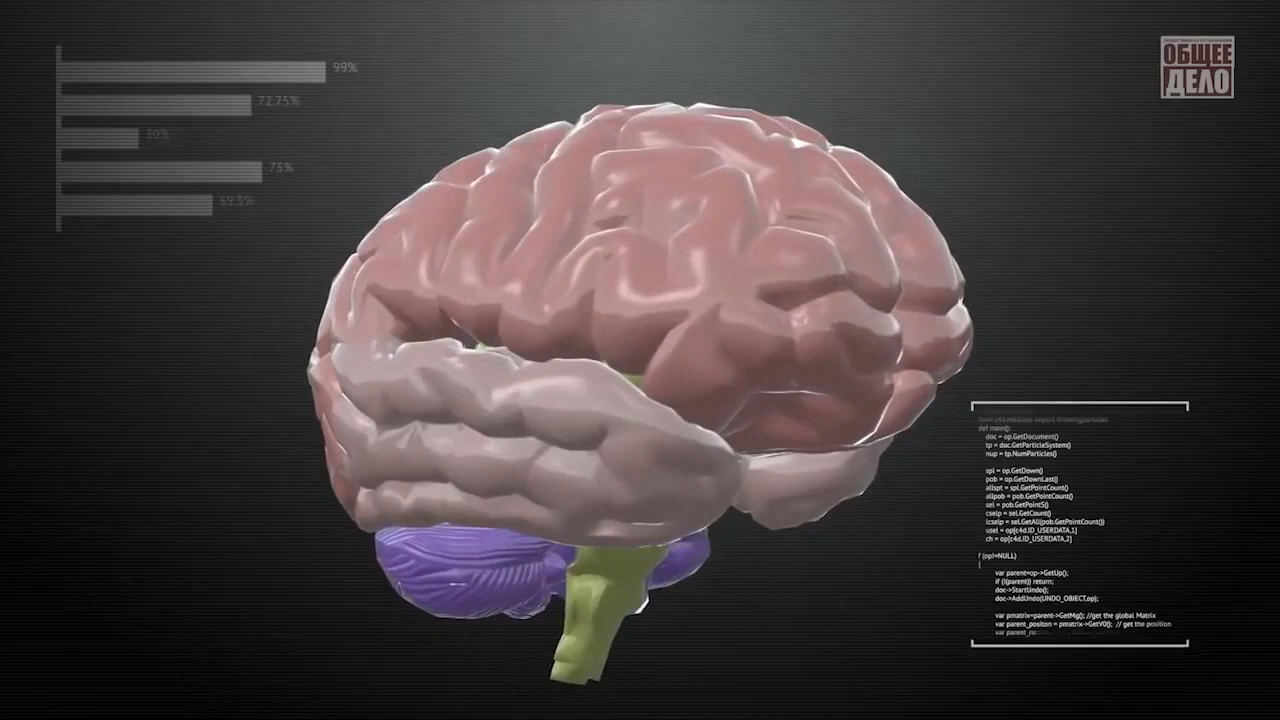 99%
72.75%
30%
75%
69.5%
ОБЩЕЕ
ДЕЛО
def main():
doc = op.GetDocument()
tp = doc.GetParticleSystem()
nup = tp.NumParticles()
spl = op.GetDown()
pob = op.GetDownLast()
allspt = spl.GetPointCount()
allpob = pob.GetPointCount()
sel = pob.GetPointS()
cselp = sel.GetCount()
lcselp = sel.GetAll(pob.GetPointCount())
usel = op[c4d.ID_USERDATA,1]
ch = op[c4d.ID_USERDATA,2]
f (op!=NULL)
{
var parent=op->GetUp();
if (!(parent)) return;
doc->StartUndo();
doc->AddUndo(UNDO_OBJECT,op);
var pmatrix=parent->GetMg(); //get the global Matrix
var parent_positon = pmatrix->GetV0(); // get the position